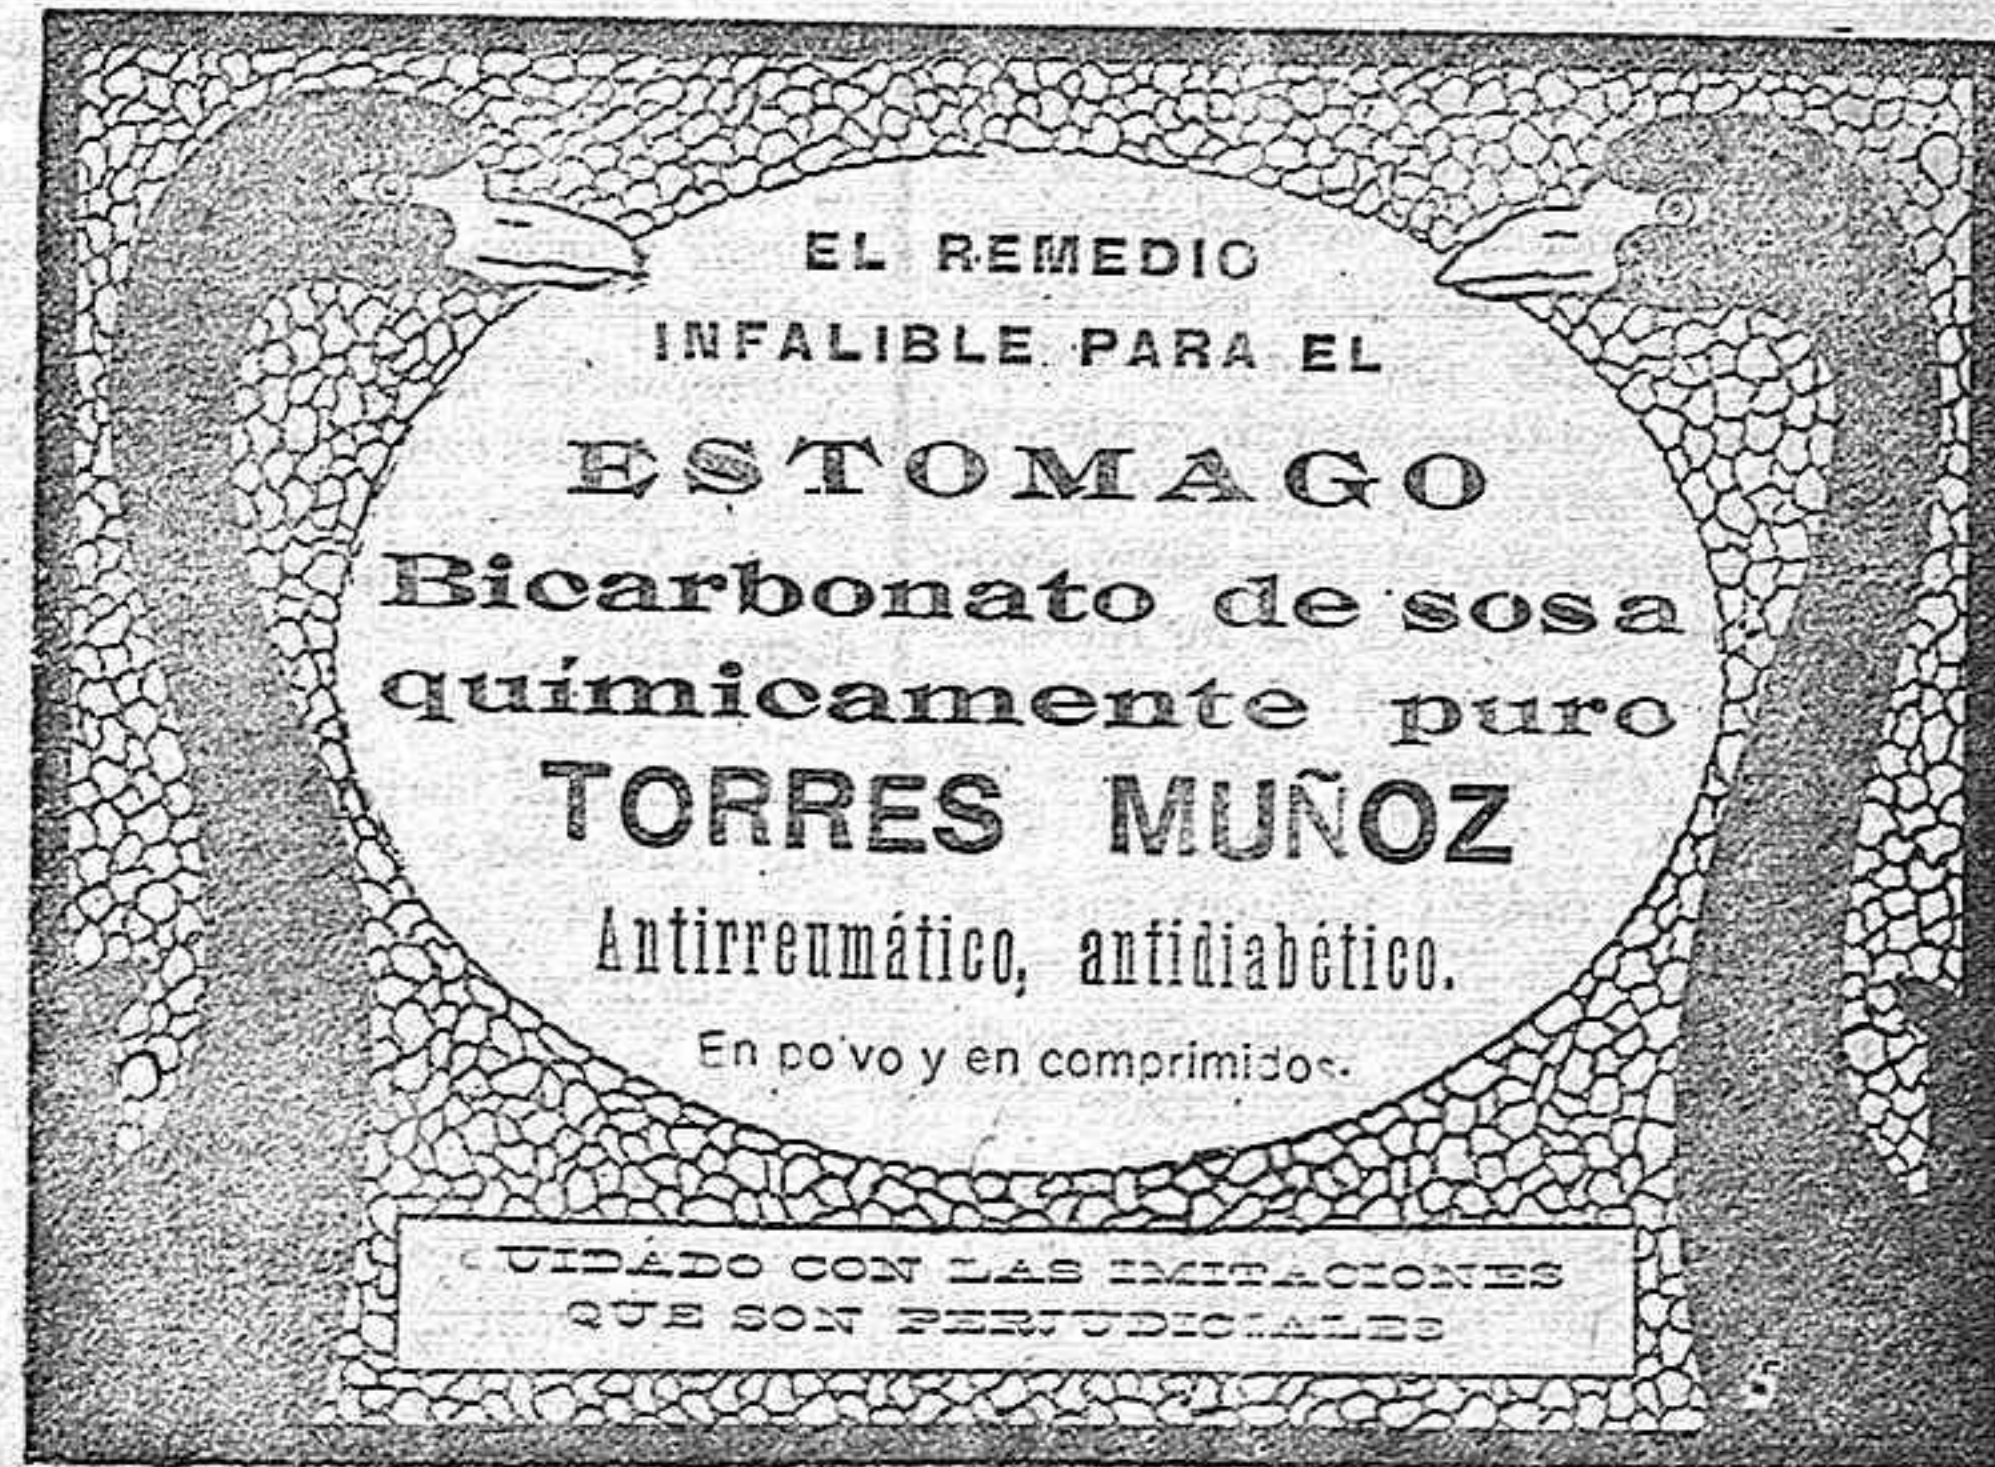 EL REMEDIO
INFALIBLE PARA EL
ESTOMAGO
Bicarbonato de sosa
químicamente puro
TORRES MUÑOZ
Antirreumático, antidiabético.
En polvo y en comprimidos.
CUIDADO CON LAS IMITACIONES
QUE SON PERJUDICIALES
S